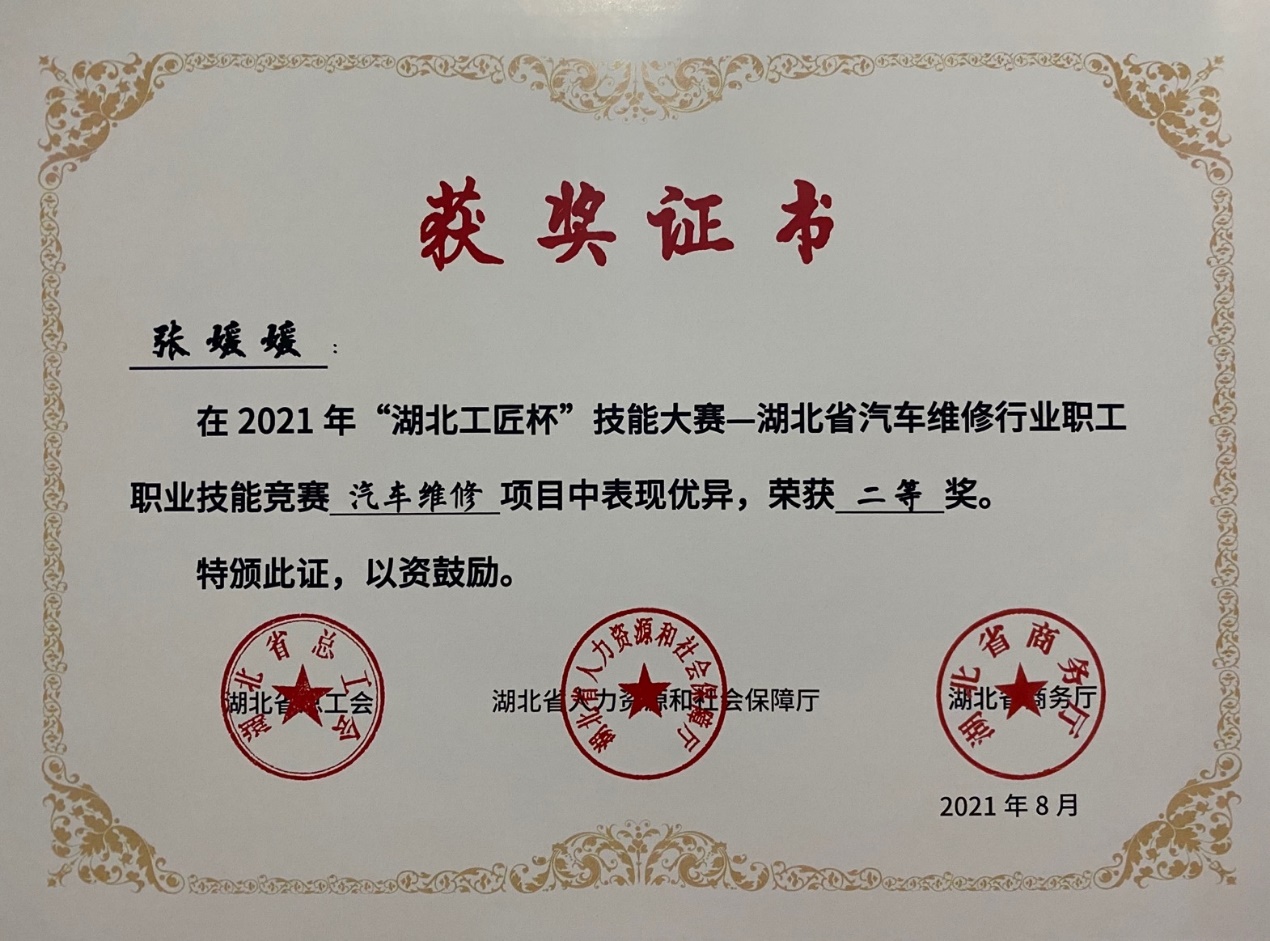 获奖证书
张媛媛：
在 2021 年“湖北工匠杯”技能大赛—湖北省汽车维修行业职工
职业技能竞赛 汽车维修 项目中表现优异，荣获 二等 奖。
特颁此证，以资鼓励。
湖北省总工会
湖北省总工会
湖北省人力资源和社会保障厅
湖北省人力资源和社会保障厅
湖北省商务厅
湖北省商务厅
2021 年 8 月